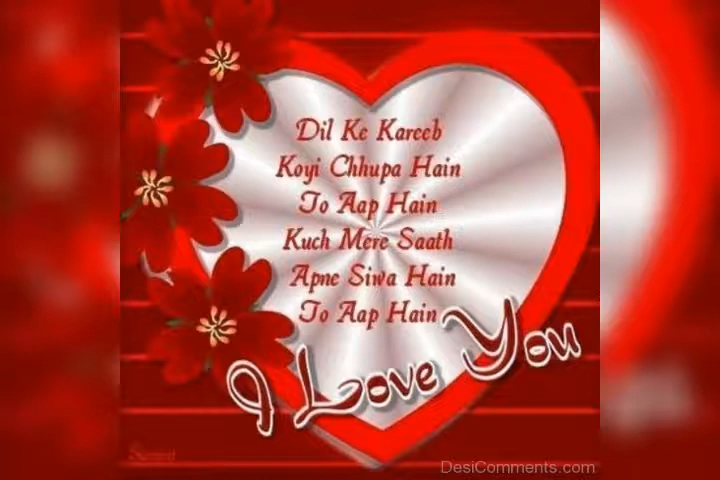 Dil Ke Kareeb
Koyi Chhupa Hain
To Aap Hain
Kuch Mere Saath
Apne Siwa Hain
To Aap Hain
I Love You
DesiComments.com